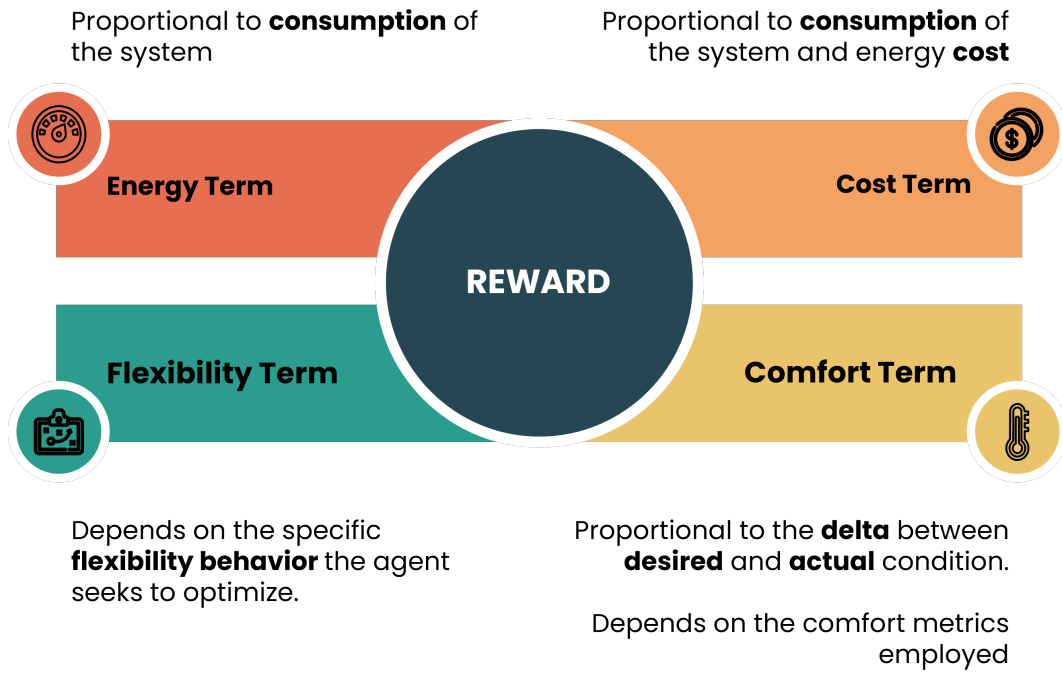 Proportional to consumption of
the system
Proportional to consumption of
the system and energy cost
$
Energy Term
Cost Term
REWARD
Flexibility Term
Comfort Term
Depends on the specific
flexibility behavior the agent
seeks to optimize.
Proportional to the delta between
desired and actual condition.
Depends on the comfort metrics
employed